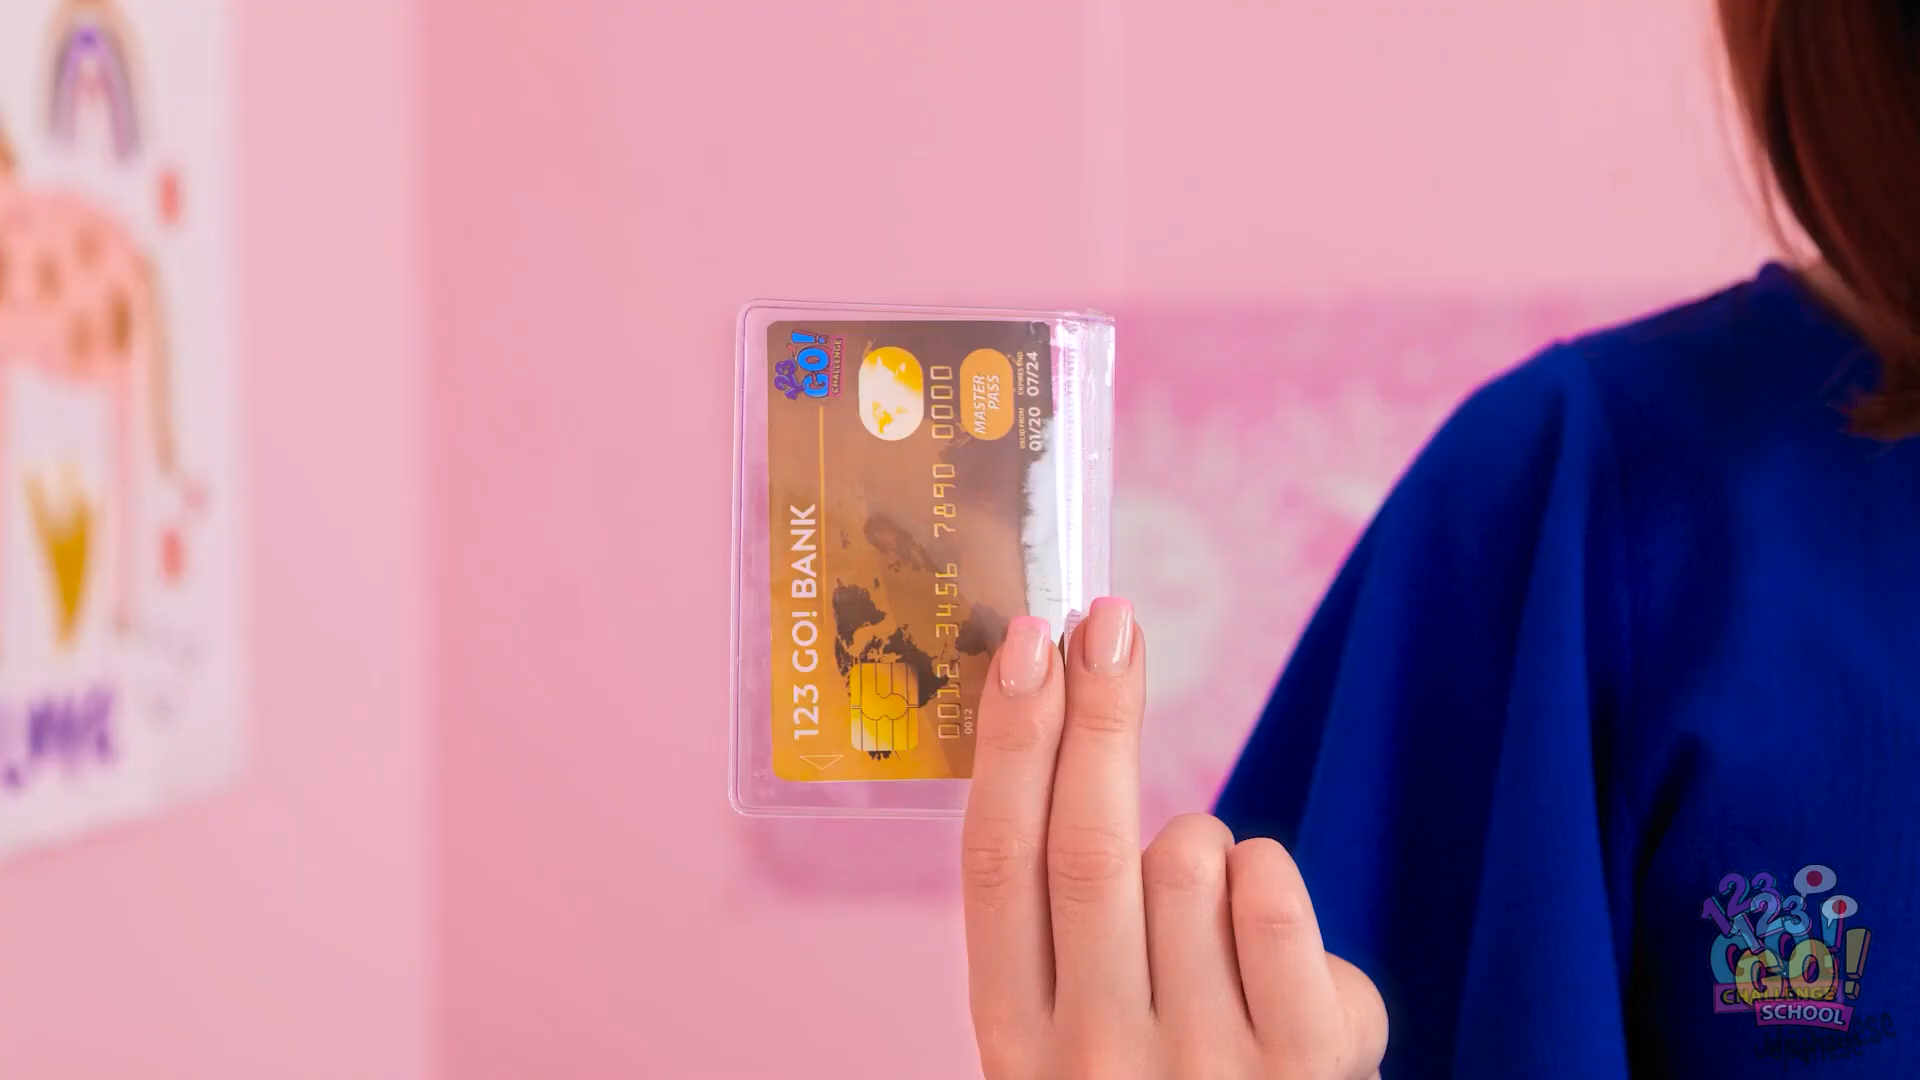 123 GO! BANK
123
GO!
CHALLENGE
0012 3456 7890 0000
0012
MASTER
PASS
VALID FROM
01/20
EXPIRES END
07/24
123
GO!
CHALLENGE
SCHOOL
Japanese